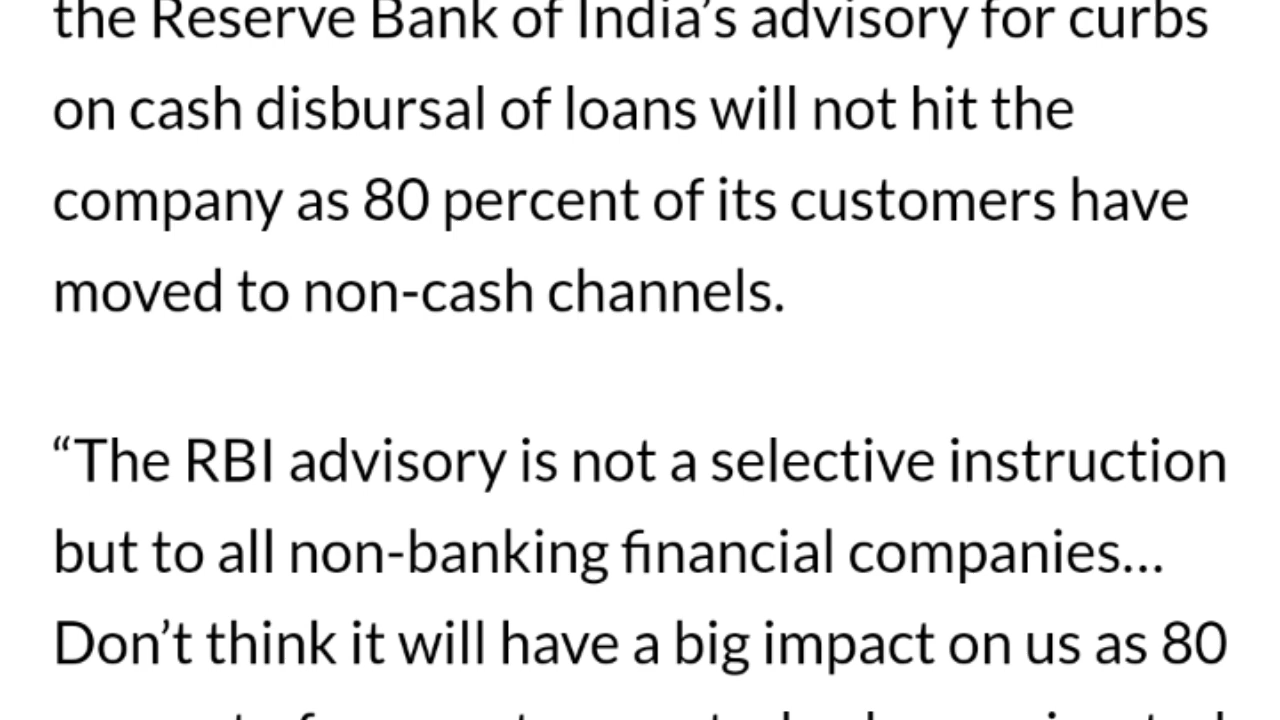 the Reserve Bank of India’s advisory for curbs
on cash disbursal of loans will not hit the
company as 80 percent of its customers have
moved to non-cash channels.
“The RBI advisory is not a selective instruction
but to all non-banking financial companies…
Don’t think it will have a big impact on us as 80